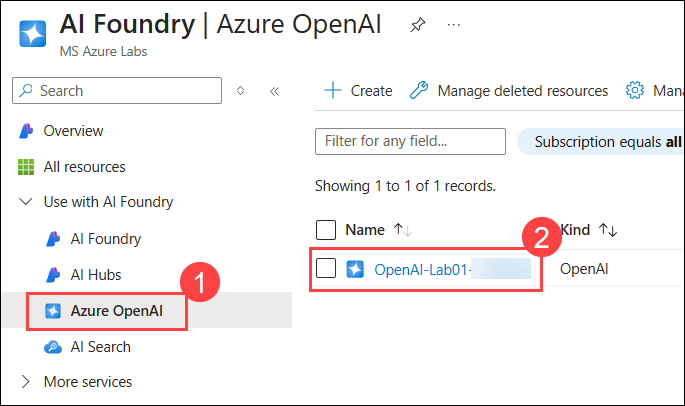 AI Foundry | Azure OpenAI
MS Azure Labs
Search
Overview
All resources
Use with AI Foundry
AI Foundry
AI Hubs
1
Azure OpenAI
AI Search
More services
+ Create Manage deleted resources Mana
Filter for any field...
Subscription equals all
Showing 1 to 1 of 1 records.
Name ↑↓ Kind ↑↓
2
OpenAI-Lab01- OpenAI